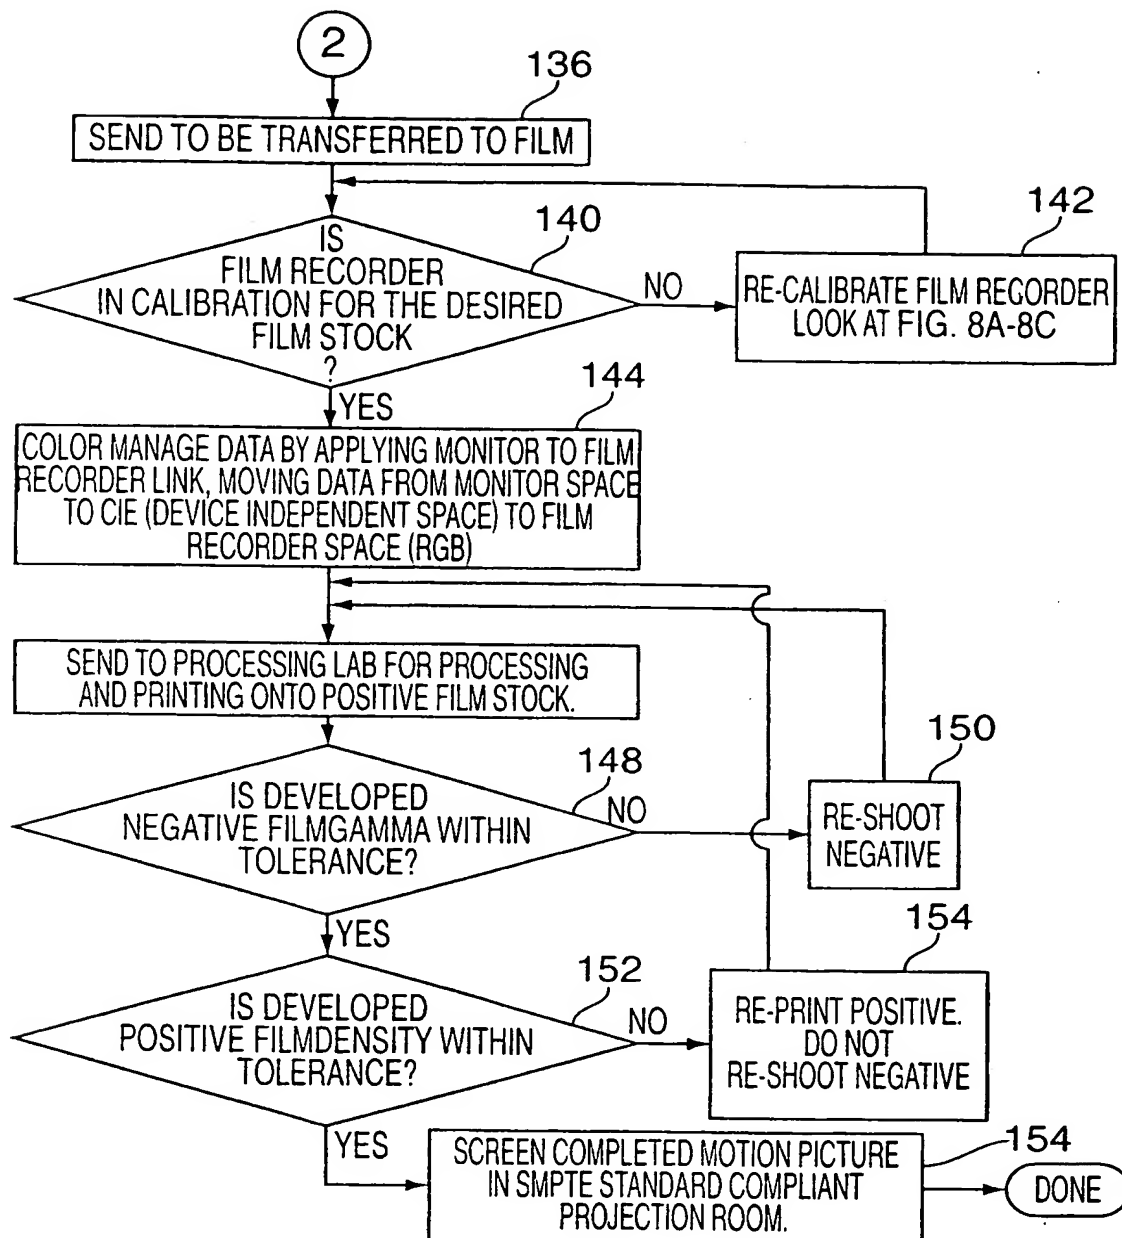 2
136
SEND TO BE TRANSFERRED TO FILM
140
IS
FILM RECORDER
IN CALIBRATION FOR THE DESIRED
FILM STOCK
?
NO
142
RE-CALIBRATE FILM RECORDER
LOOK AT FIG. 8A-8C
YES
144
COLOR MANAGE DATA BY APPLYING MONITOR TO FILM
RECORDER LINK, MOVING DATA FROM MONITOR SPACE
TO CIE (DEVICE INDEPENDENT SPACE) TO FILM
RECORDER SPACE (RGB)
SEND TO PROCESSING LAB FOR PROCESSING
AND PRINTING ONTO POSITIVE FILM STOCK.
148
IS DEVELOPED
NEGATIVE FILMGAMMA WITHIN
TOLERANCE?
NO
150
RE-SHOOT
NEGATIVE
YES
152
IS DEVELOPED
POSITIVE FILMDENSITY WITHIN
TOLERANCE?
NO
154
RE-PRINT POSITIVE.
DO NOT
RE-SHOOT NEGATIVE
YES
154
SCREEN COMPLETED MOTION PICTURE
IN SMPTE STANDARD COMPLIANT
PROJECTION ROOM.
DONE